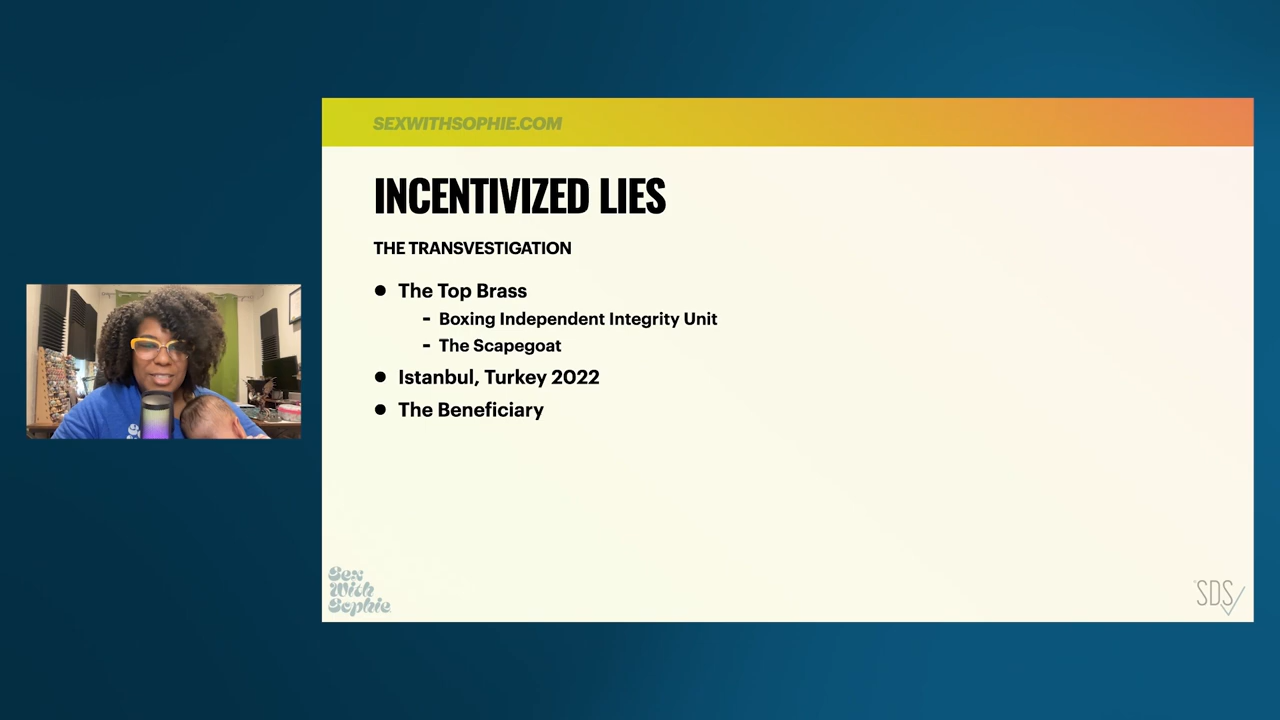 SEXWITHSOPHIE.COM
INCENTIVIZED LIES
THE TRANSVESTIGATION
● The Top Brass
- Boxing Independent Integrity Unit
- The Scapegoat
● Istanbul, Turkey 2022
● The Beneficiary
Sex
With
Sophie
SDS